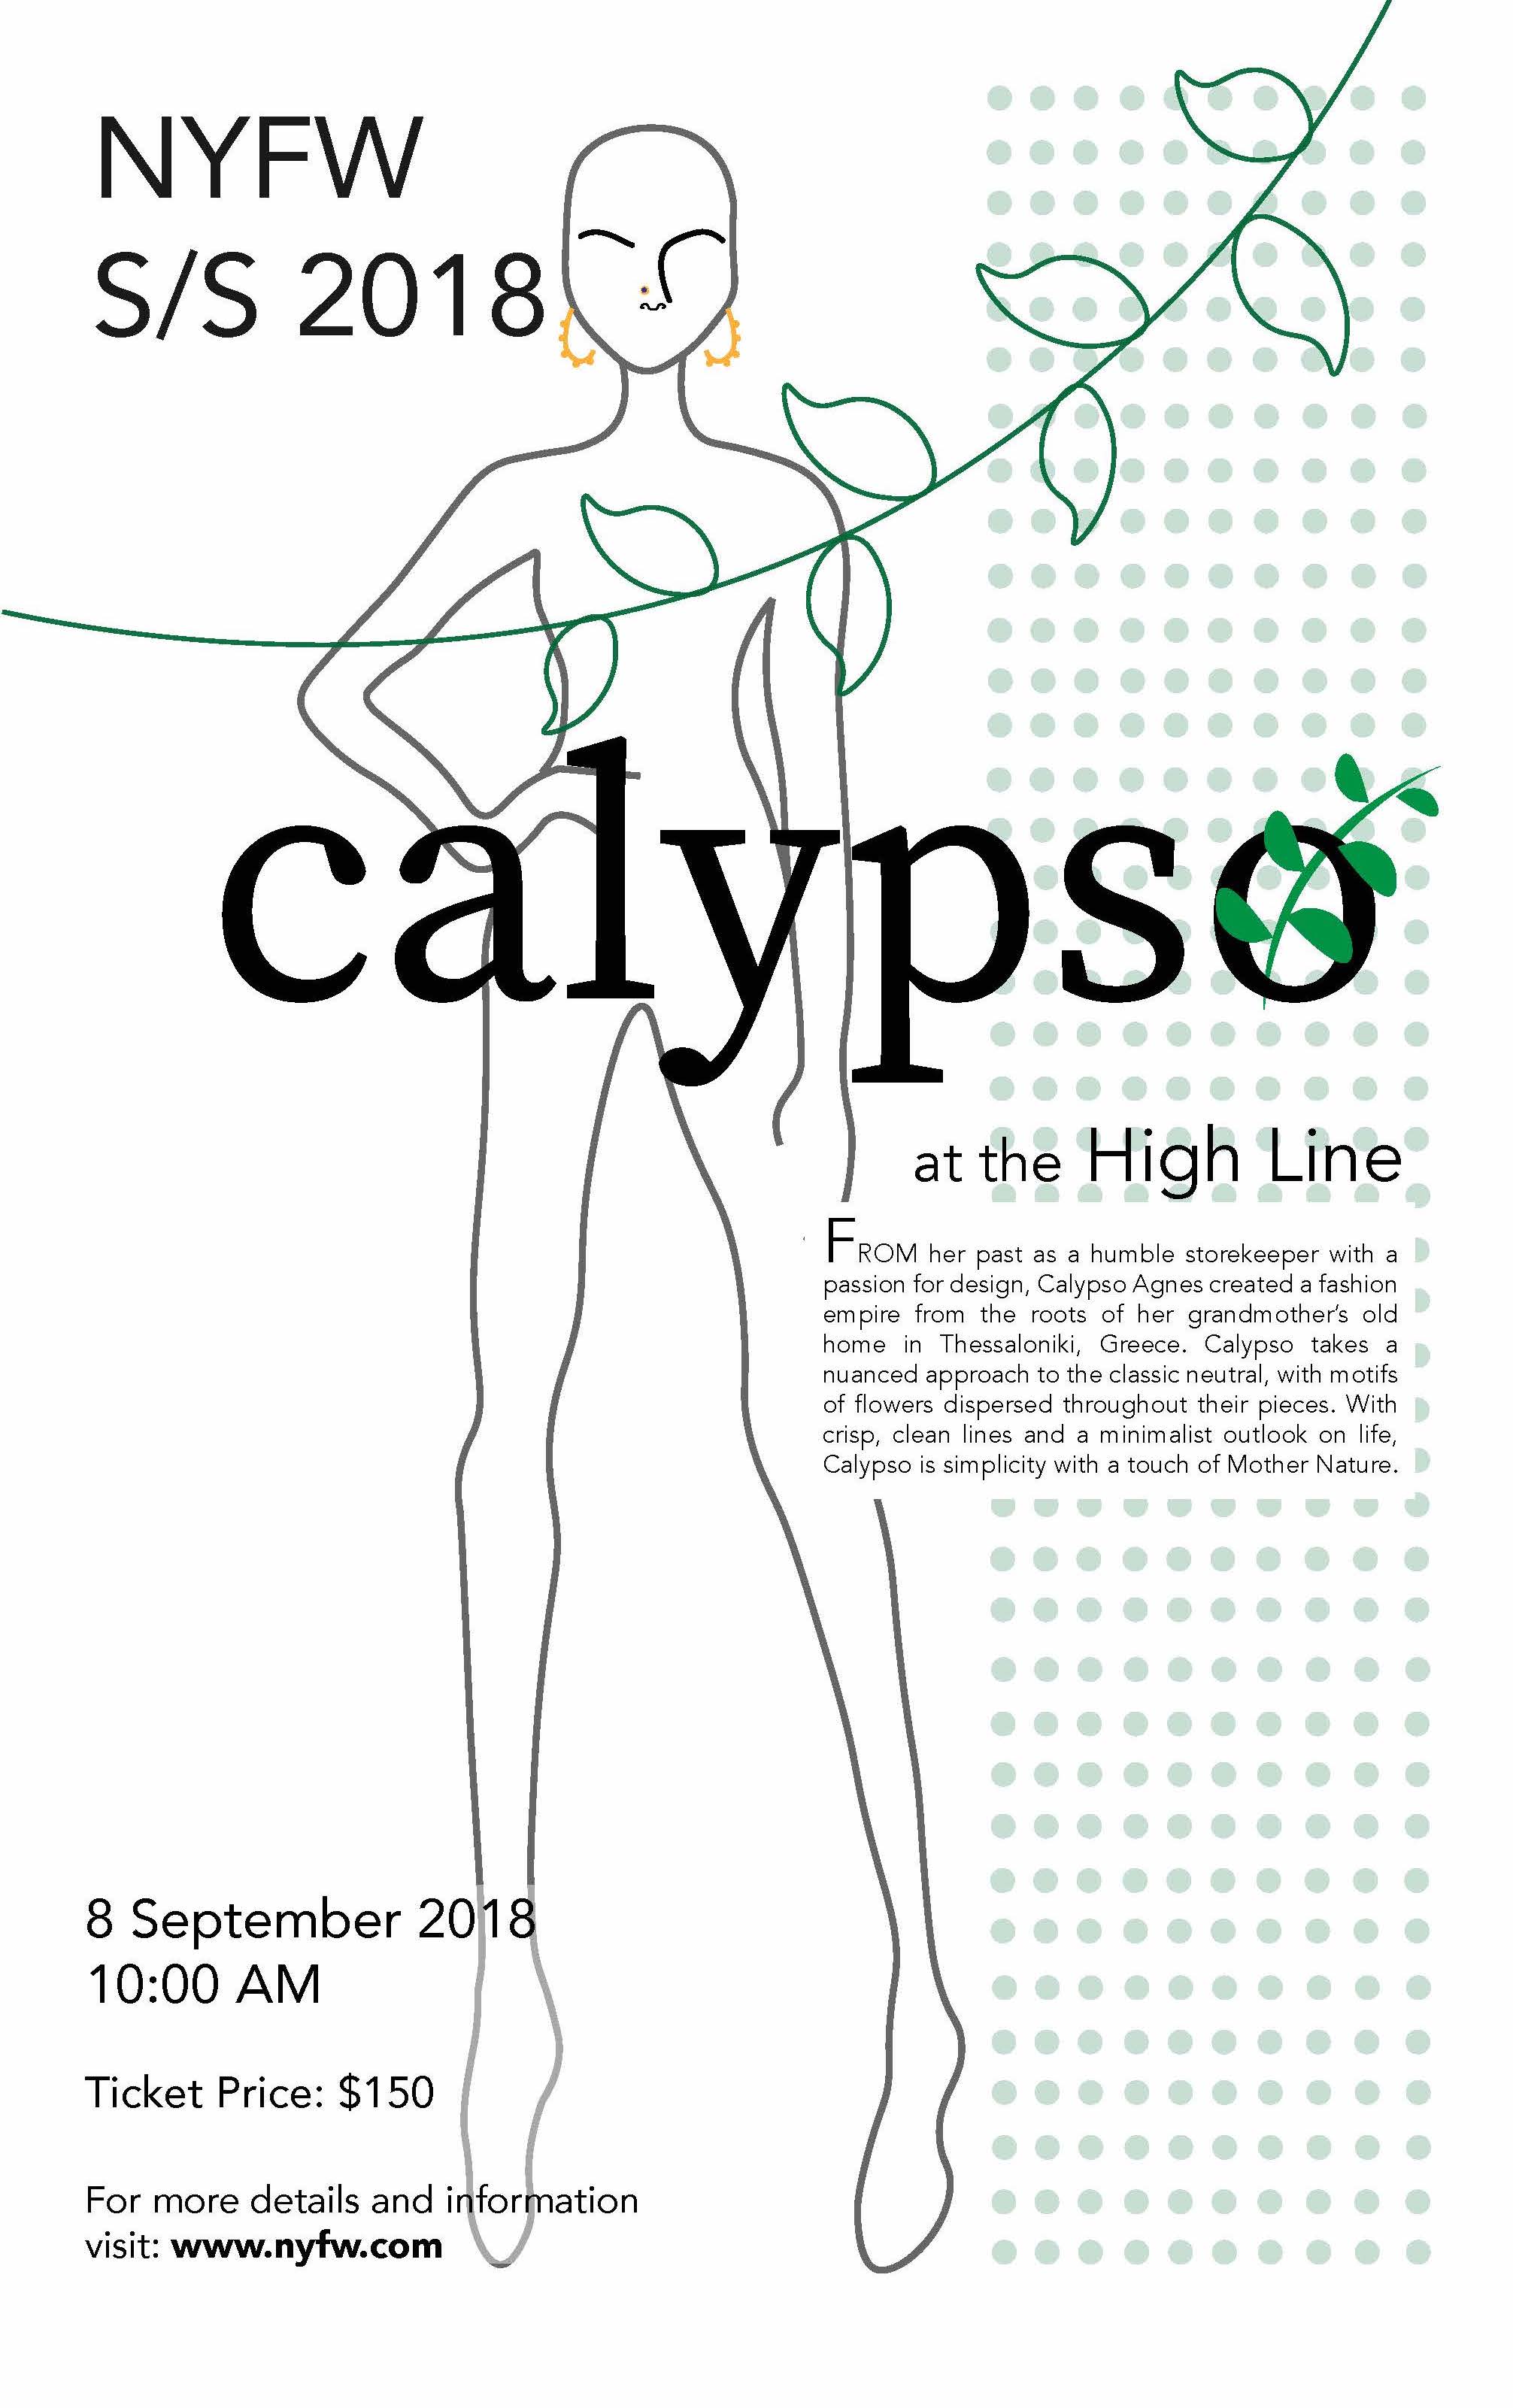 NYFW
S/S 2018
calypso
at the High Line
FROM her past as a humble storekeeper with a
passion for design, Calypso Agnes created a fashion
empire from the roots of her grandmother's old
home in Thessaloniki, Greece. Calypso takes a
nuanced approach to the classic neutral, with motifs
of flowers dispersed throughout their pieces. With
crisp, clean lines and a minimalist outlook on life,
Calypso is simplicity with a touch of Mother Nature.
8 September 2018
10:00 AM
Ticket Price: $150
For more details and information
visit: www.nyfw.com